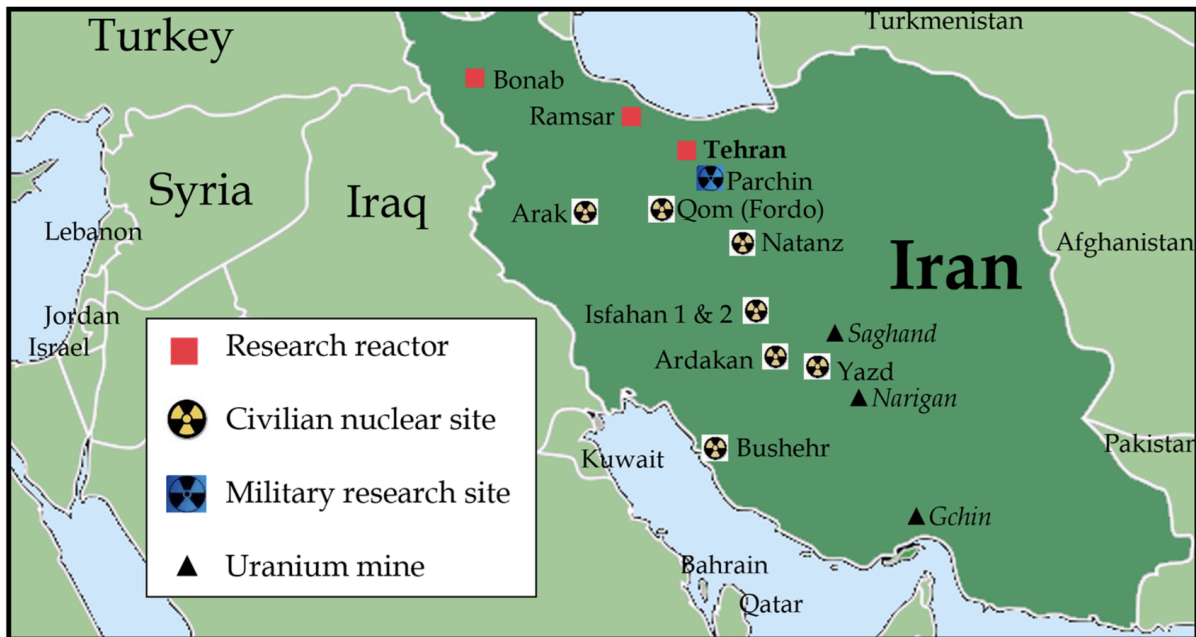 Turkey
Turkmenistan
Bonab
Ramsar
Tehran
Parchin
Syria
Iraq
Arak
Qom (Fordo)
Lebanon
Natanz
Afghanistan
Iran
Jordan
Isfahan 1 & 2
Israel
Saghand
Ardakan
Yazd
Narigan
Research reactor
Civilian nuclear site
Military research site
Uranium mine
Kuwait
Bushehr
Pakistan
Gchin
Bahrain
Qatar